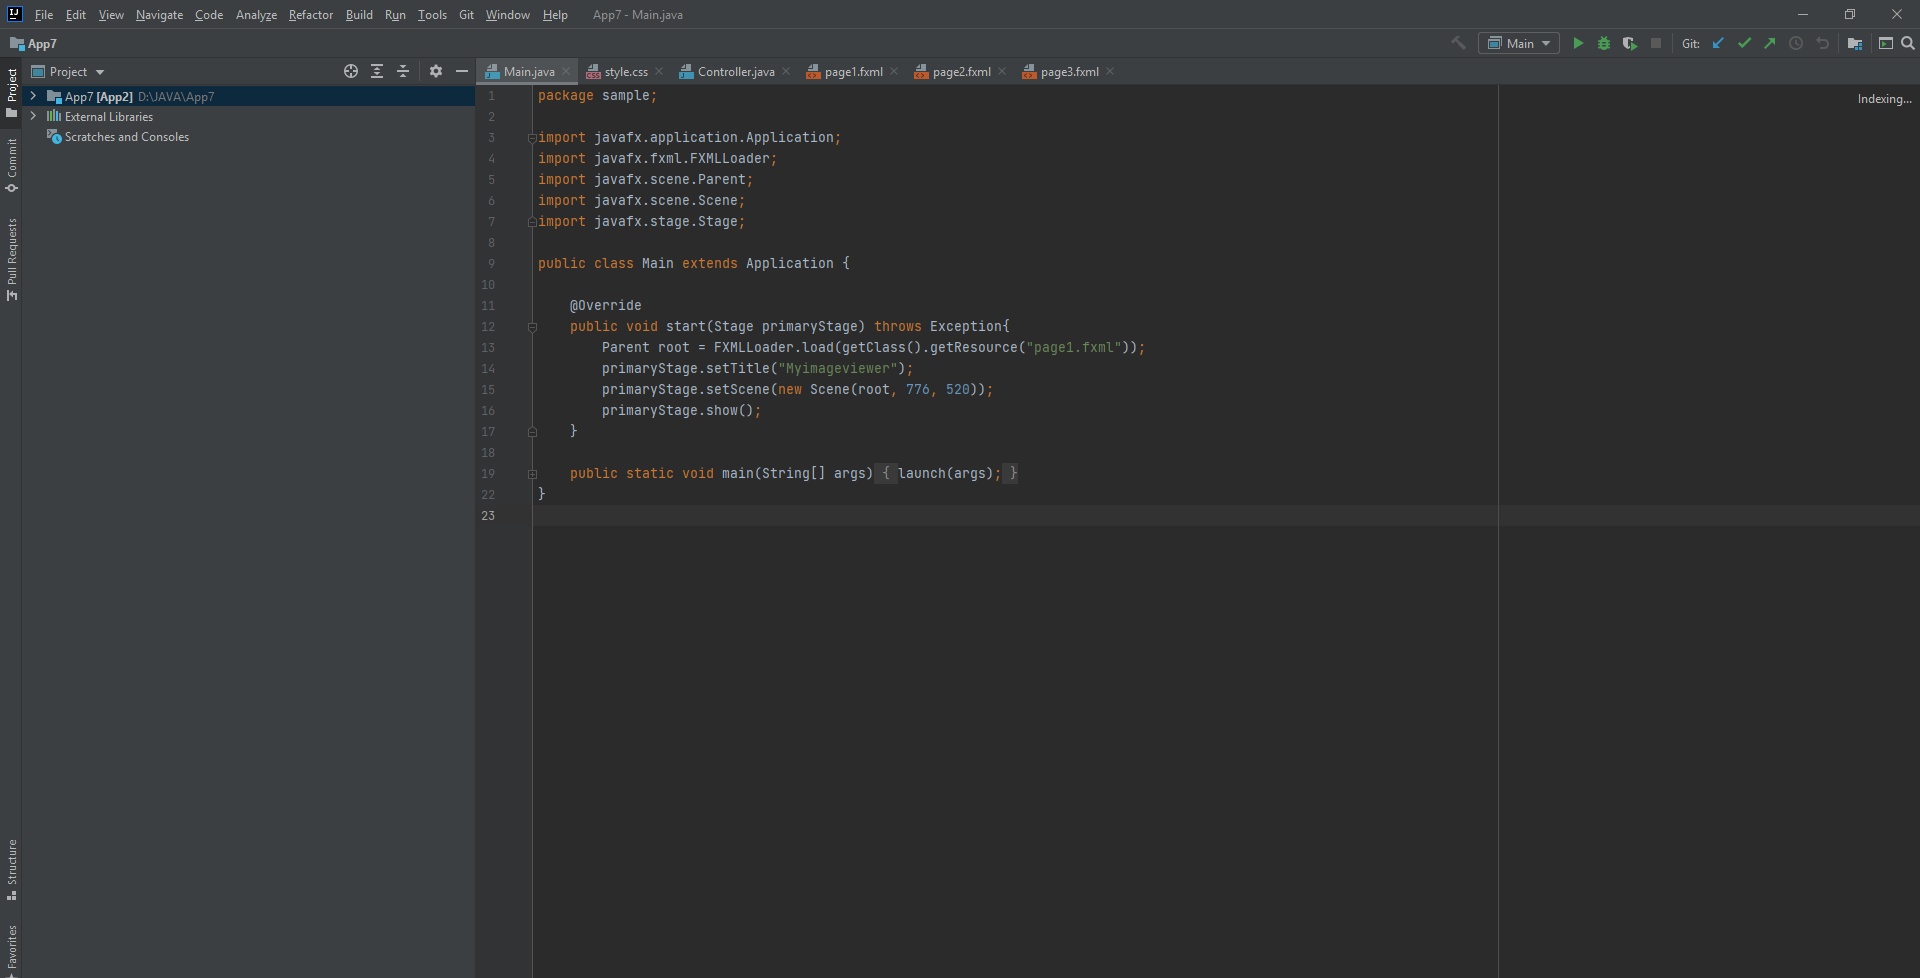 File Edit View Navigate Code Analyze Refactor Build Run Tools Git Window Help App7 - Main.java
App7
Main
Git:
Project
Main.java style.css Controller.java page1.fxml page2.fxml page3.fxml
Project
Commit
Pull Requests
Structure
Favorites
App7 [App2] D:\JAVA\App7
External Libraries
Scratches and Consoles
Indexing...
1 package sample;
2
3 import javafx.application.Application;
4 import javafx.fxml.FXMLLoader;
5 import javafx.scene.Parent;
6 import javafx.scene.Scene;
7 import javafx.stage.Stage;
8
9 public class Main extends Application {
10
11 @Override
12 public void start(Stage primaryStage) throws Exception{
13 Parent root = FXMLLoader.load(getClass().getResource("page1.fxml"));
14 primaryStage.setTitle("Myimageviewer");
15 primaryStage.setScene(new Scene(root, 776, 520));
16 primaryStage.show();
17 }
18
19 public static void main(String[] args) { launch(args); }
22 }
23